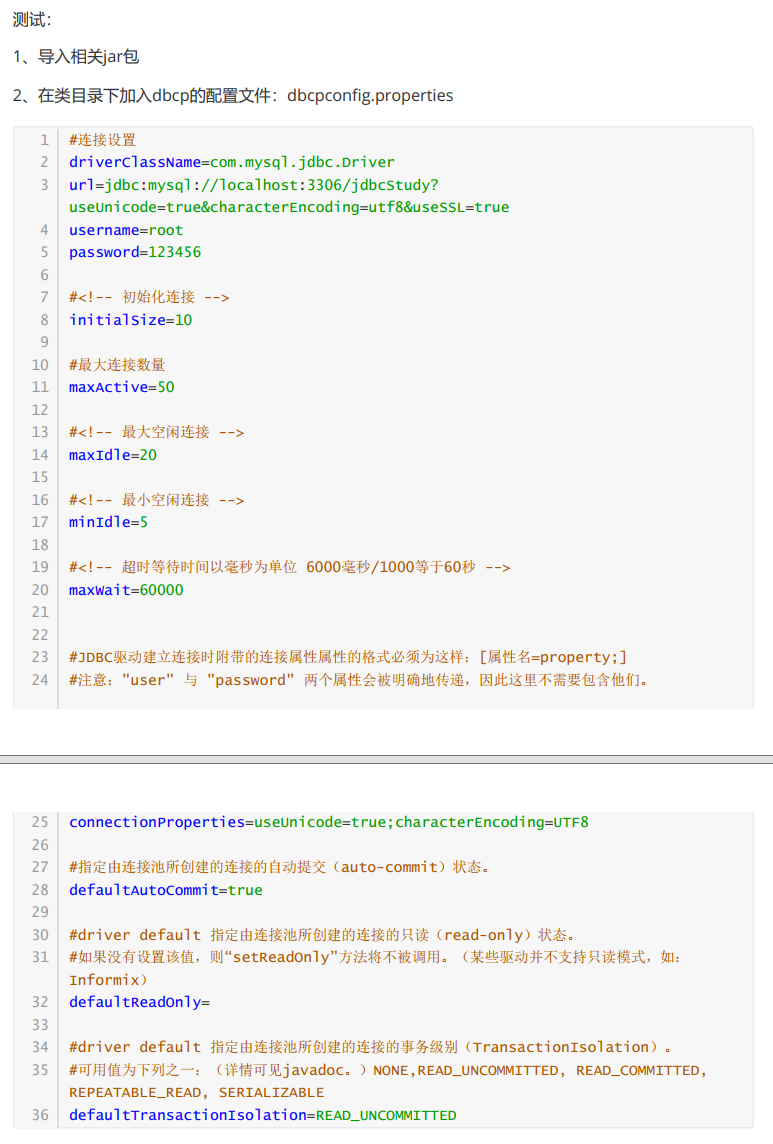 测试：
1、导入相关jar包
2、在类目录下加入dbcp的配置文件：dbcpconfig.properties
1 #连接设置
2 driverClassName=com.mysql.jdbc.Driver
3 url=jdbc:mysql://localhost:3306/jdbcStudy?
useUnicode=true&characterEncoding=utf8&useSSL=true
4 username=root
5 password=123456
6
7 #<!-- 初始化连接 -->
8 initialSize=10
9
10 #最大连接数量
11 maxActive=50
12
13 #<!-- 最大空闲连接 -->
14 maxIdle=20
15
16 #<!-- 最小空闲连接 -->
17 minIdle=5
18
19 #<!-- 超时等待时间以毫秒为单位 6000毫秒/1000等于60秒 -->
20 maxWait=60000
21
22
23 #JDBC驱动建立连接时附带的连接属性属性的格式必须为这样：[属性名=property;]
24 #注意："user" 与 "password" 两个属性会被明确地传递，因此这里不需要包含他们。
25 connectionProperties=useUnicode=true;characterEncoding=UTF8
26
27 #指定由连接池所创建的连接的自动提交（auto-commit）状态。
28 defaultAutoCommit=true
29
30 #driver default 指定由连接池所创建的连接的只读（read-only）状态。
31 #如果没有设置该值，则“setReadOnly”方法将不被调用。（某些驱动并不支持只读模式，如：
Informix）
32 defaultReadOnly=
33
34 #driver default 指定由连接池所创建的连接的事务级别（TransactionIsolation）。
35 #可用值为下列之一：（详情可见javadoc。）NONE,READ_UNCOMMITTED, READ_COMMITTED,
REPEATABLE_READ, SERIALIZABLE
36 defaultTransactionIsolation=READ_UNCOMMITTED